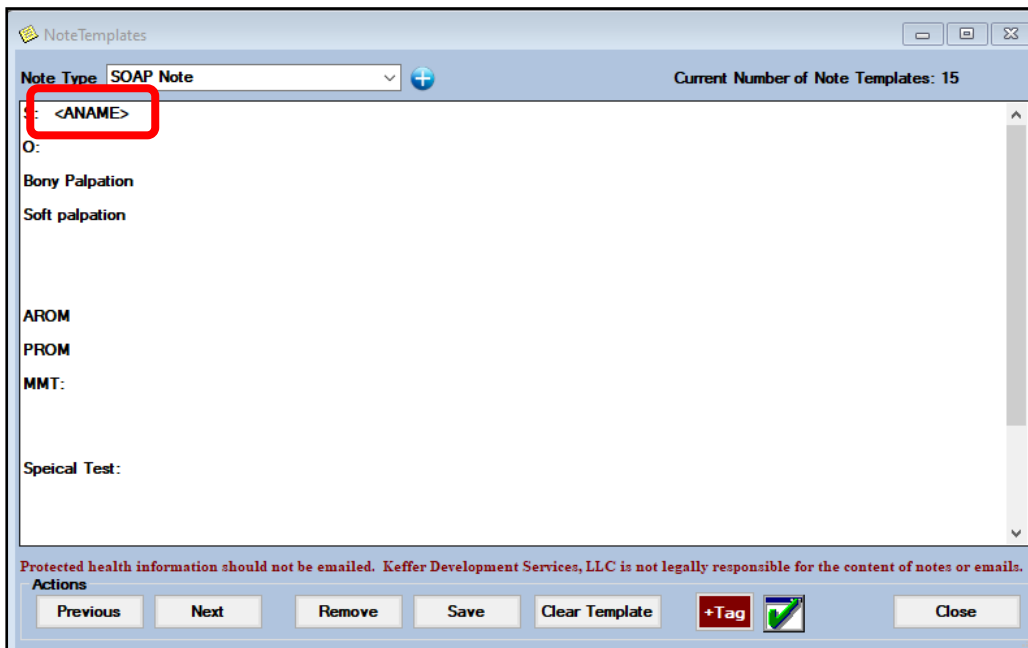 NoteTemplates
Note Type SOAP Note Current Number of Note Templates: 15
S: <ANAME>
O:
Bony Palpation
Soft palpation
AROM
PROM
MMT:
Speical Test:
Protected health information should not be emailed. Keffer Development Services, LLC is not legally responsible for the content of notes or emails.
Actions
Previous Next Remove Save Clear Template +Tag Close